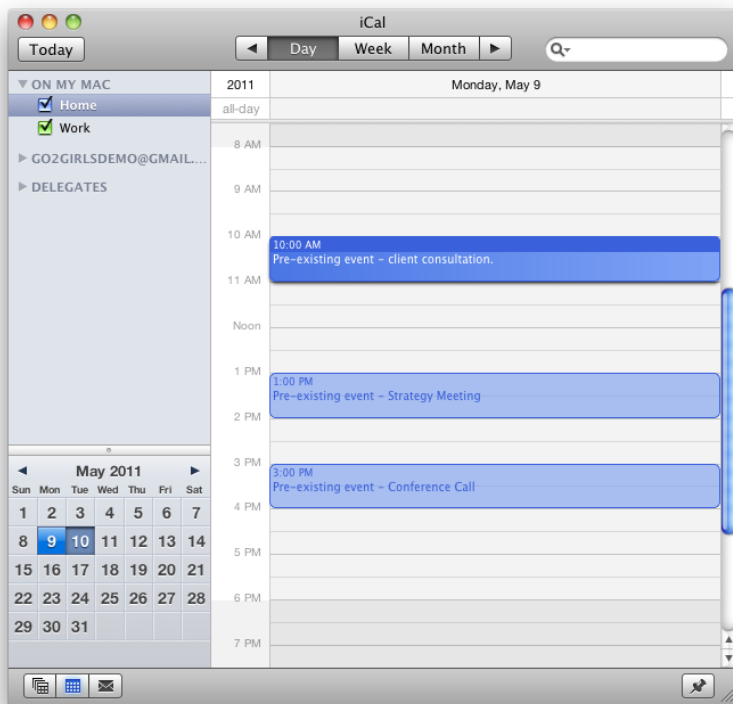 iCal
Today
Day Week Month
ON MY MAC
Home
Work
GO2GIRLSDEMO@GMAIL....
DELEGATES
2011 Monday, May 9
all-day
8 AM
9 AM
10 AM
10:00 AM
Pre-existing event – client consultation.
11 AM
Noon
1 PM
1:00 PM
Pre-existing event – Strategy Meeting
2 PM
3 PM
3:00 PM
Pre-existing event – Conference Call
4 PM
5 PM
6 PM
7 PM
May 2011
Sun Mon Tue Wed Thu Fri Sat
1 2 3 4 5 6 7
8 9 10 11 12 13 14
15 16 17 18 19 20 21
22 23 24 25 26 27 28
29 30 31